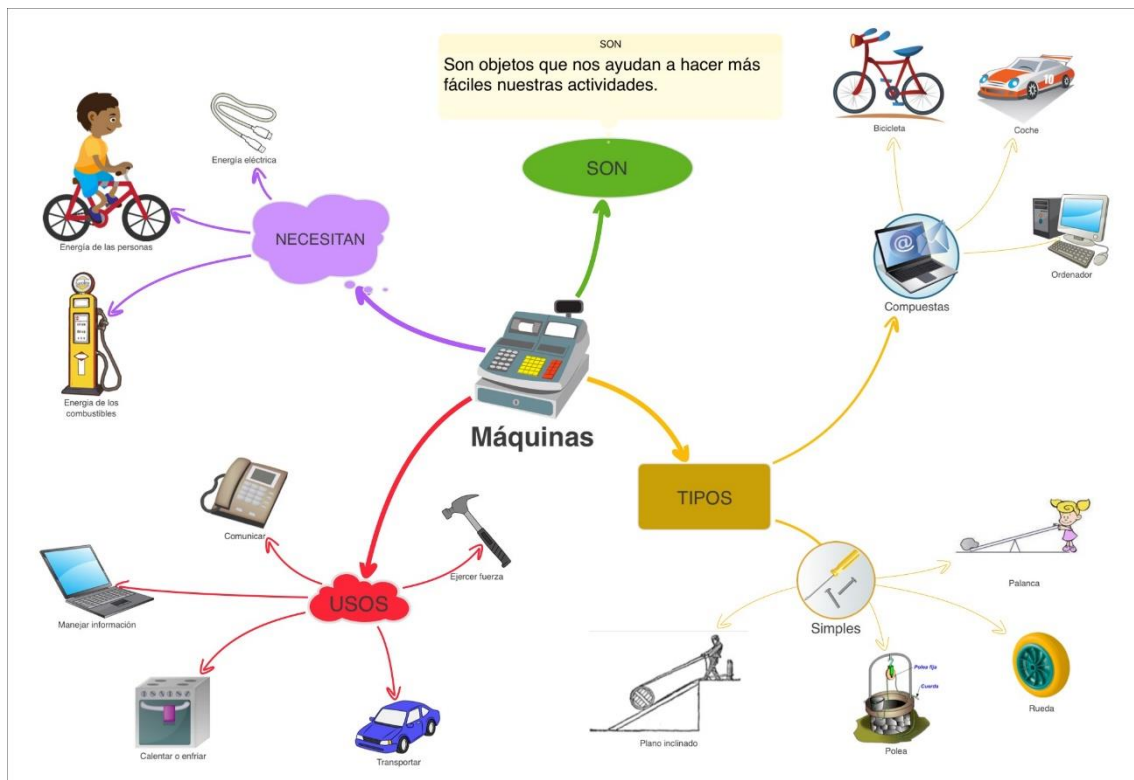 SON
Son objetos que nos ayudan a hacer más
fáciles nuestras actividades.
SON
Bicicleta
Coche
Ordenador
@
Compuestas
Energía eléctrica
NECESITAN
Energía de las personas
Energía de los
combustibles
Máquinas
TIPOS
Comunicar
Ejercer fuerza
USOS
Manejar información
Calentar o enfriar
Transportar
Simples
Palanca
Plano inclinado
Polea fija
Cuerda
Polea
Rueda